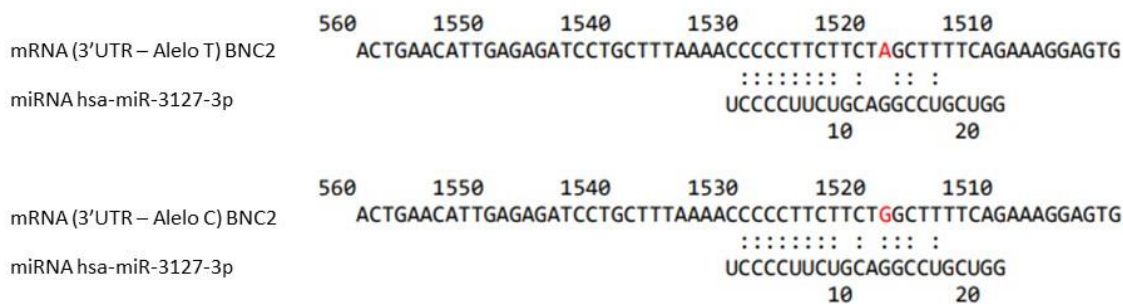 560 1550 1540 1530 1520 1510
mRNA (3'UTR – Alelo T) BNC2 ACTGAACATTGAGAGATCCTGCTTTAAAACCCCCTTCTTCTAGCTTTTCAGAAAGGAGTG
:::::::: : :: :
miRNA hsa-miR-3127-3p UCCCCUUCUGCAGGCCUGCUGG
10 20
560 1550 1540 1530 1520 1510
mRNA (3'UTR – Alelo C) BNC2 ACTGAACATTGAGAGATCCTGCTTTAAAACCCCCTTCTTCTGGCTTTTCAGAAAGGAGTG
:::::::: : ::: :
miRNA hsa-miR-3127-3p UCCCCUUCUGCAGGCCUGCUGG
10 20